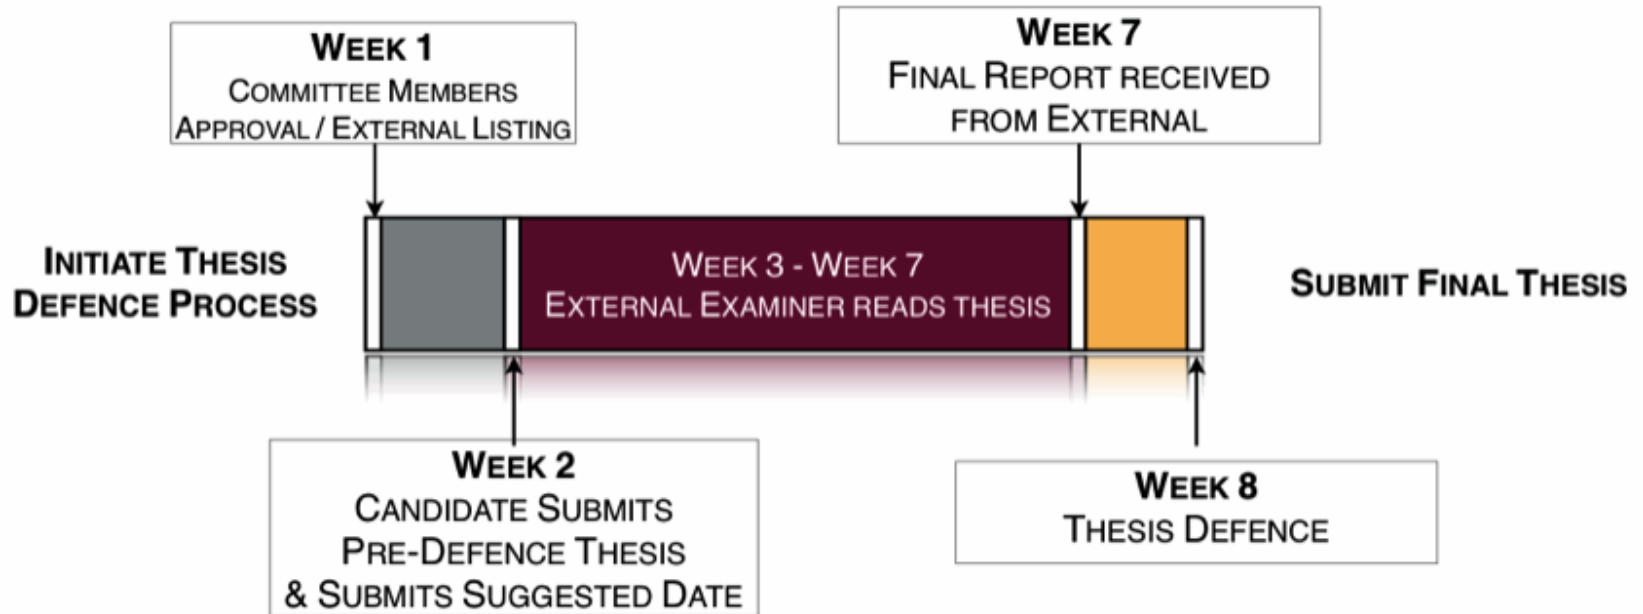 WEEK 1
COMMITTEE MEMBERS
APPROVAL / EXTERNAL LISTING
WEEK 7
FINAL REPORT RECEIVED
FROM EXTERNAL
INITIATE THESIS
DEFENCE PROCESS
WEEK 3 - WEEK 7
EXTERNAL EXAMINER READS THESIS
SUBMIT FINAL THESIS
WEEK 2
CANDIDATE SUBMITS
PRE-DEFENCE THESIS
& SUBMITS SUGGESTED DATE
WEEK 8
THESIS DEFENCE